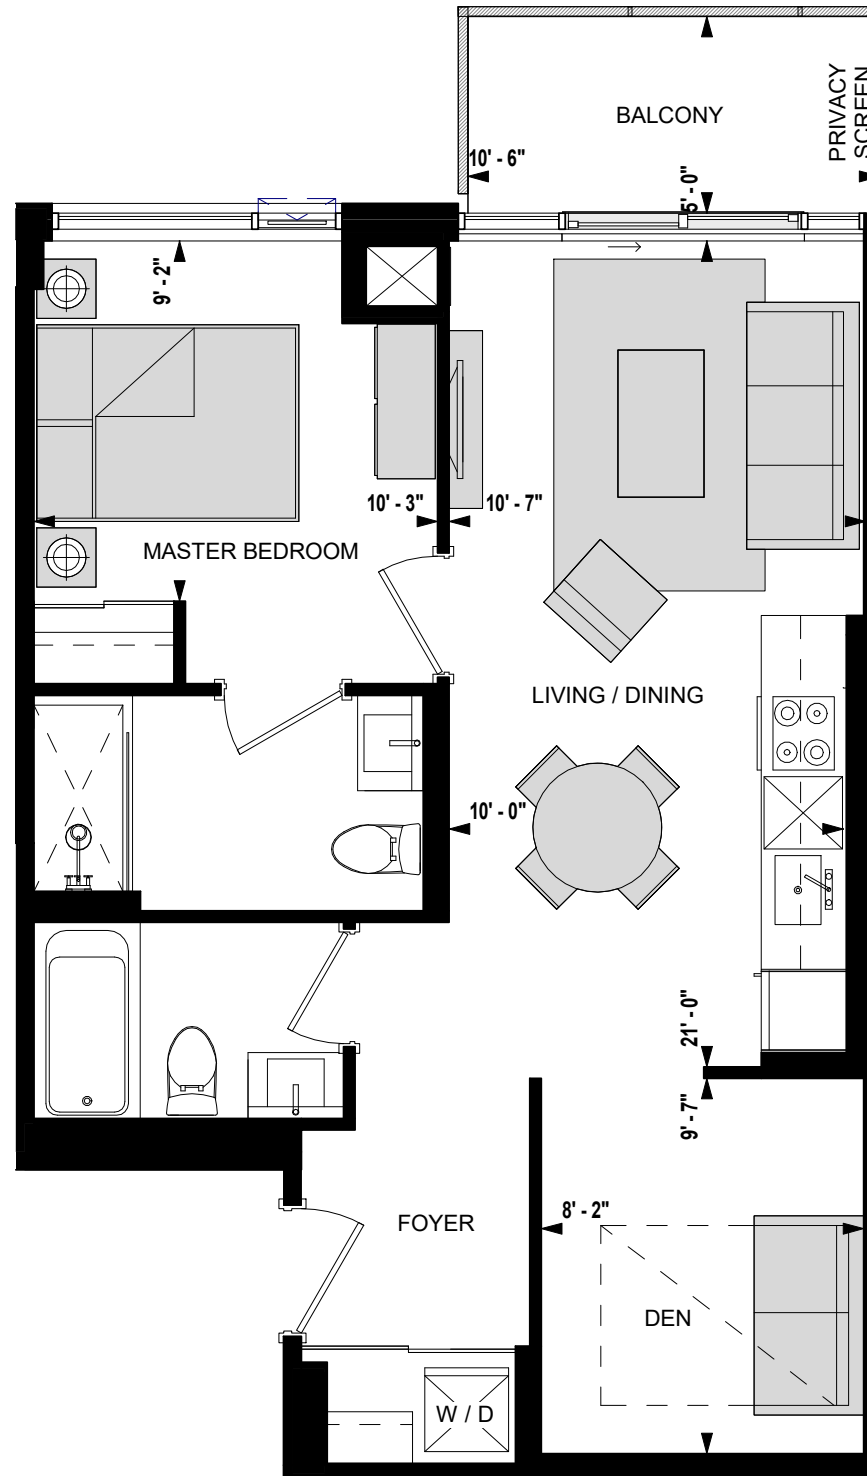 BALCONY
PRIVACY
SCREEN
10' - 6"
5' - 0"
9' - 2"
10' - 3"
10' - 7"
MASTER BEDROOM
LIVING / DINING
10' - 0"
21' - 0"
9' - 7"
8' - 2"
FOYER
DEN
W / D